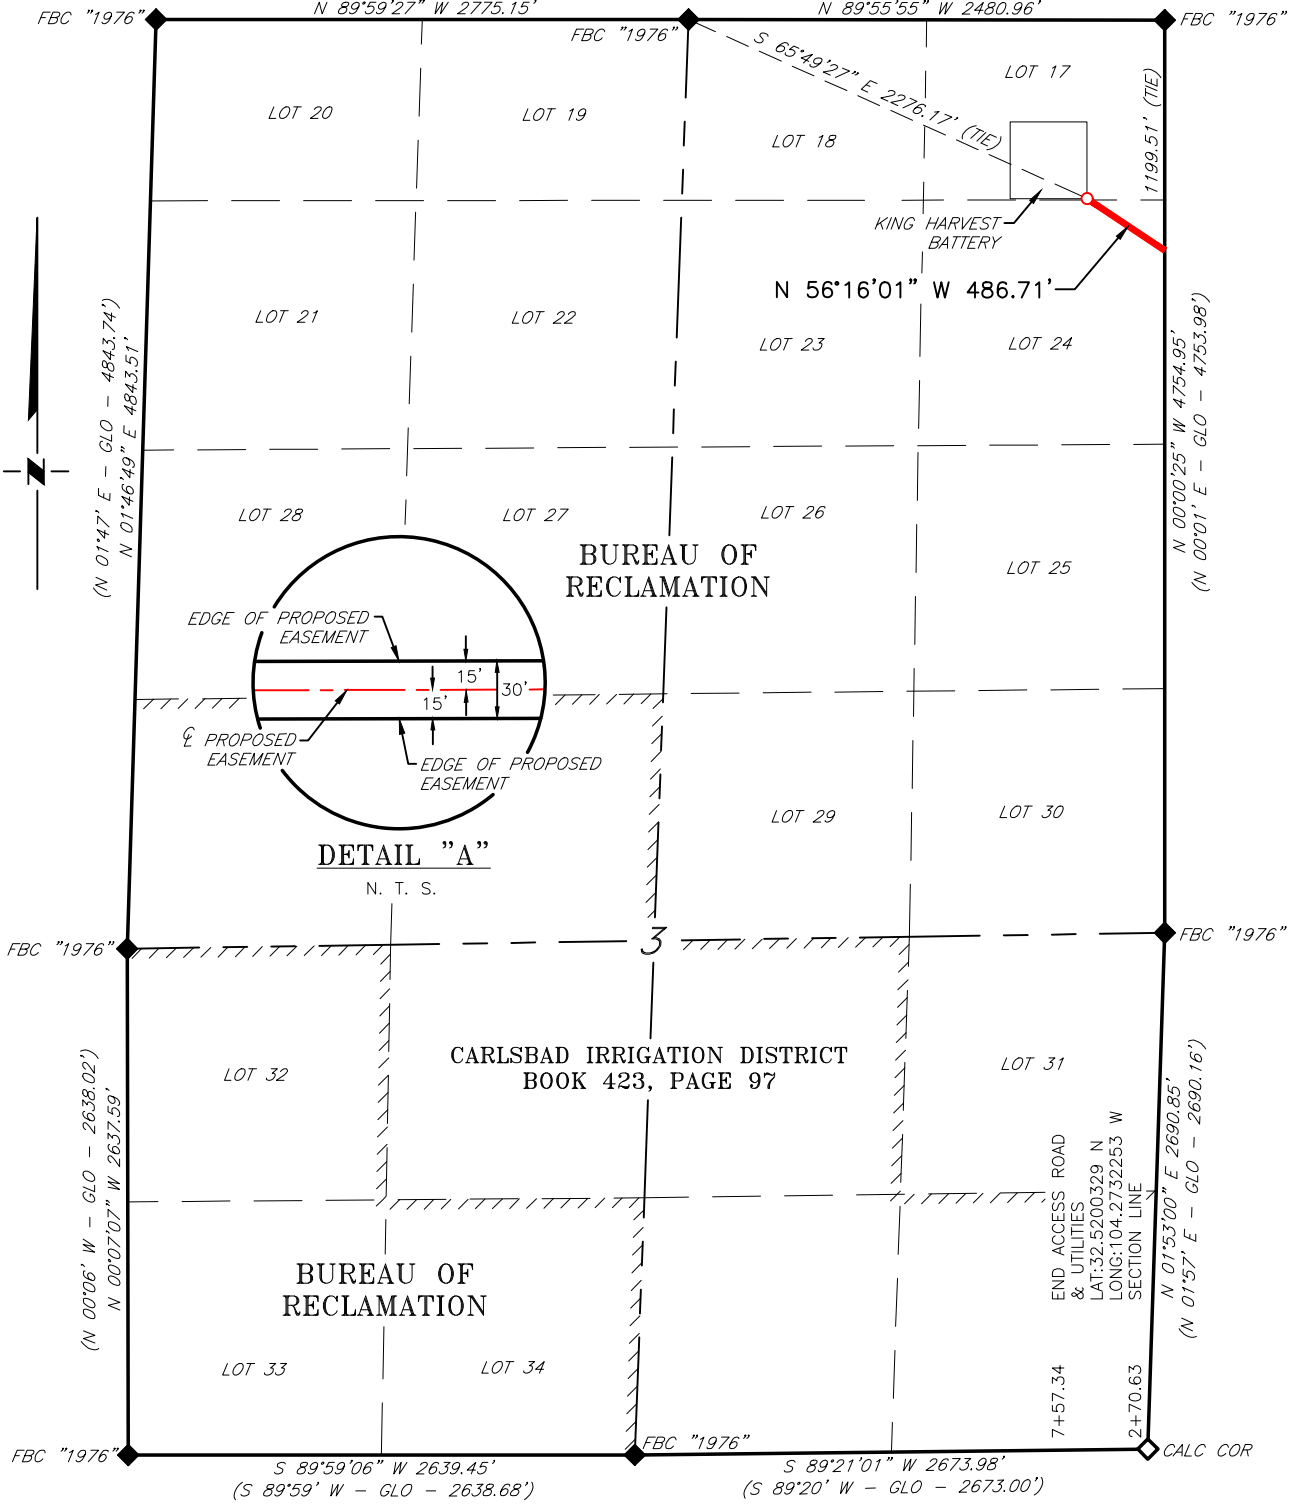 FBC "1976"
N 89°59'27" W 2775.15'
FBC "1976"
N 89°55'55" W 2480.96'
FBC "1976"
S 65°49'27" E 2276.17' (TIE)
1199.51' (TIE)
LOT 20
LOT 19
LOT 18
LOT 17
KING HARVEST
BATTERY
N 56°16'01" W 486.71'
LOT 21
LOT 22
LOT 23
LOT 24
(N 01°47' E - GLO - 4843.74')
N 01°46'49" E 4843.51'
N 00°00'25" W 4754.95'
(N 00°01' E - GLO - 4753.98')
N
LOT 28
LOT 27
LOT 26
LOT 25
BUREAU OF
RECLAMATION
EDGE OF PROPOSED
EASEMENT
15'
15'
30'
℄ PROPOSED
EASEMENT
EDGE OF PROPOSED
EASEMENT
DETAIL "A"
N. T. S.
LOT 29
LOT 30
FBC "1976"
3
FBC "1976"
CARLSBAD IRRIGATION DISTRICT
BOOK 423, PAGE 97
LOT 32
LOT 31
(N 00°06' W - GLO - 2638.02')
N 00°07'07" W 2637.59'
N 01°53'00" E 2690.85'
(N 01°57' E - GLO - 2690.16')
7+57.34 END ACCESS ROAD
& UTILITIES
LAT:32.5200329 N
LONG:104.2732253 W
2+70.63 SECTION LINE
BUREAU OF
RECLAMATION
LOT 33
LOT 34
FBC "1976"
FBC "1976"
CALC COR
S 89°59'06" W 2639.45'
(S 89°59' W - GLO - 2638.68')
S 89°21'01" W 2673.98'
(S 89°20' W - GLO - 2673.00')